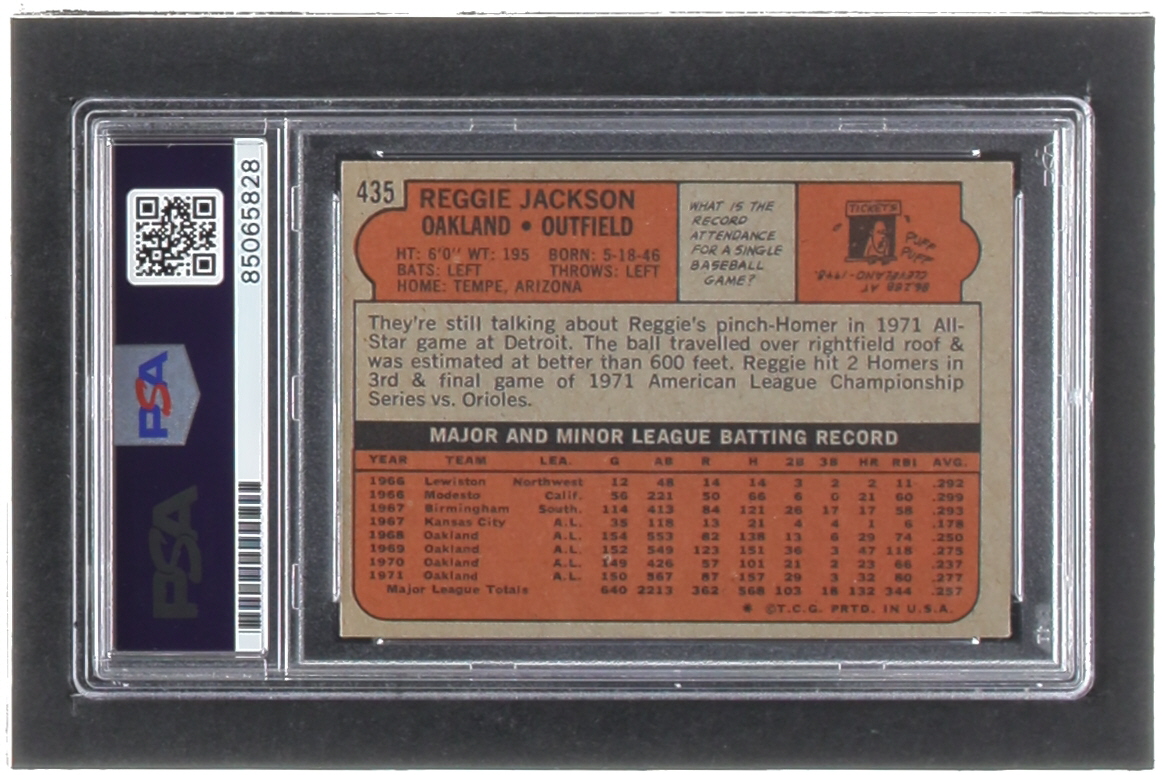 85065828
PSA
PSA
435
REGGIE JACKSON
OAKLAND • OUTFIELD
HT: 6'0" WT: 195 BORN: 5-18-46
BATS: LEFT THROWS: LEFT
HOME: TEMPE, ARIZONA
WHAT IS THE
RECORD
ATTENDANCE
FOR A SINGLE
BASEBALL
GAME?
TICKETS
PUFF
PUFF
86,288 AT
CLEVELAND-1948.
They're still talking about Reggie's pinch-Homer in 1971 All-
Star game at Detroit. The ball travelled over rightfield roof &
was estimated at better than 600 feet. Reggie hit 2 Homers in
3rd & final game of 1971 American League Championship
Series vs. Orioles.
MAJOR AND MINOR LEAGUE BATTING RECORD
YEAR TEAM LEA. G AB R H 2B 3B HR RBI AVG.
1966 Lewiston Northwest 12 48 14 14 3 2 2 11 .292
1966 Modesto Calif. 56 221 50 66 6 0 21 60 .299
1967 Birmingham South. 114 413 84 121 26 17 17 58 .293
1967 Kansas City A.L. 35 118 13 21 4 4 1 6 .178
1968 Oakland A.L. 154 553 82 138 13 6 29 74 .250
1969 Oakland A.L. 152 549 123 151 36 3 47 118 .275
1970 Oakland A.L. 149 426 57 101 21 2 23 66 .237
1971 Oakland A.L. 150 567 87 157 29 3 32 80 .277
Major League Totals 640 2213 362 568 103 18 132 344 .257
* ©T.C.G. PRTD. IN U.S.A.